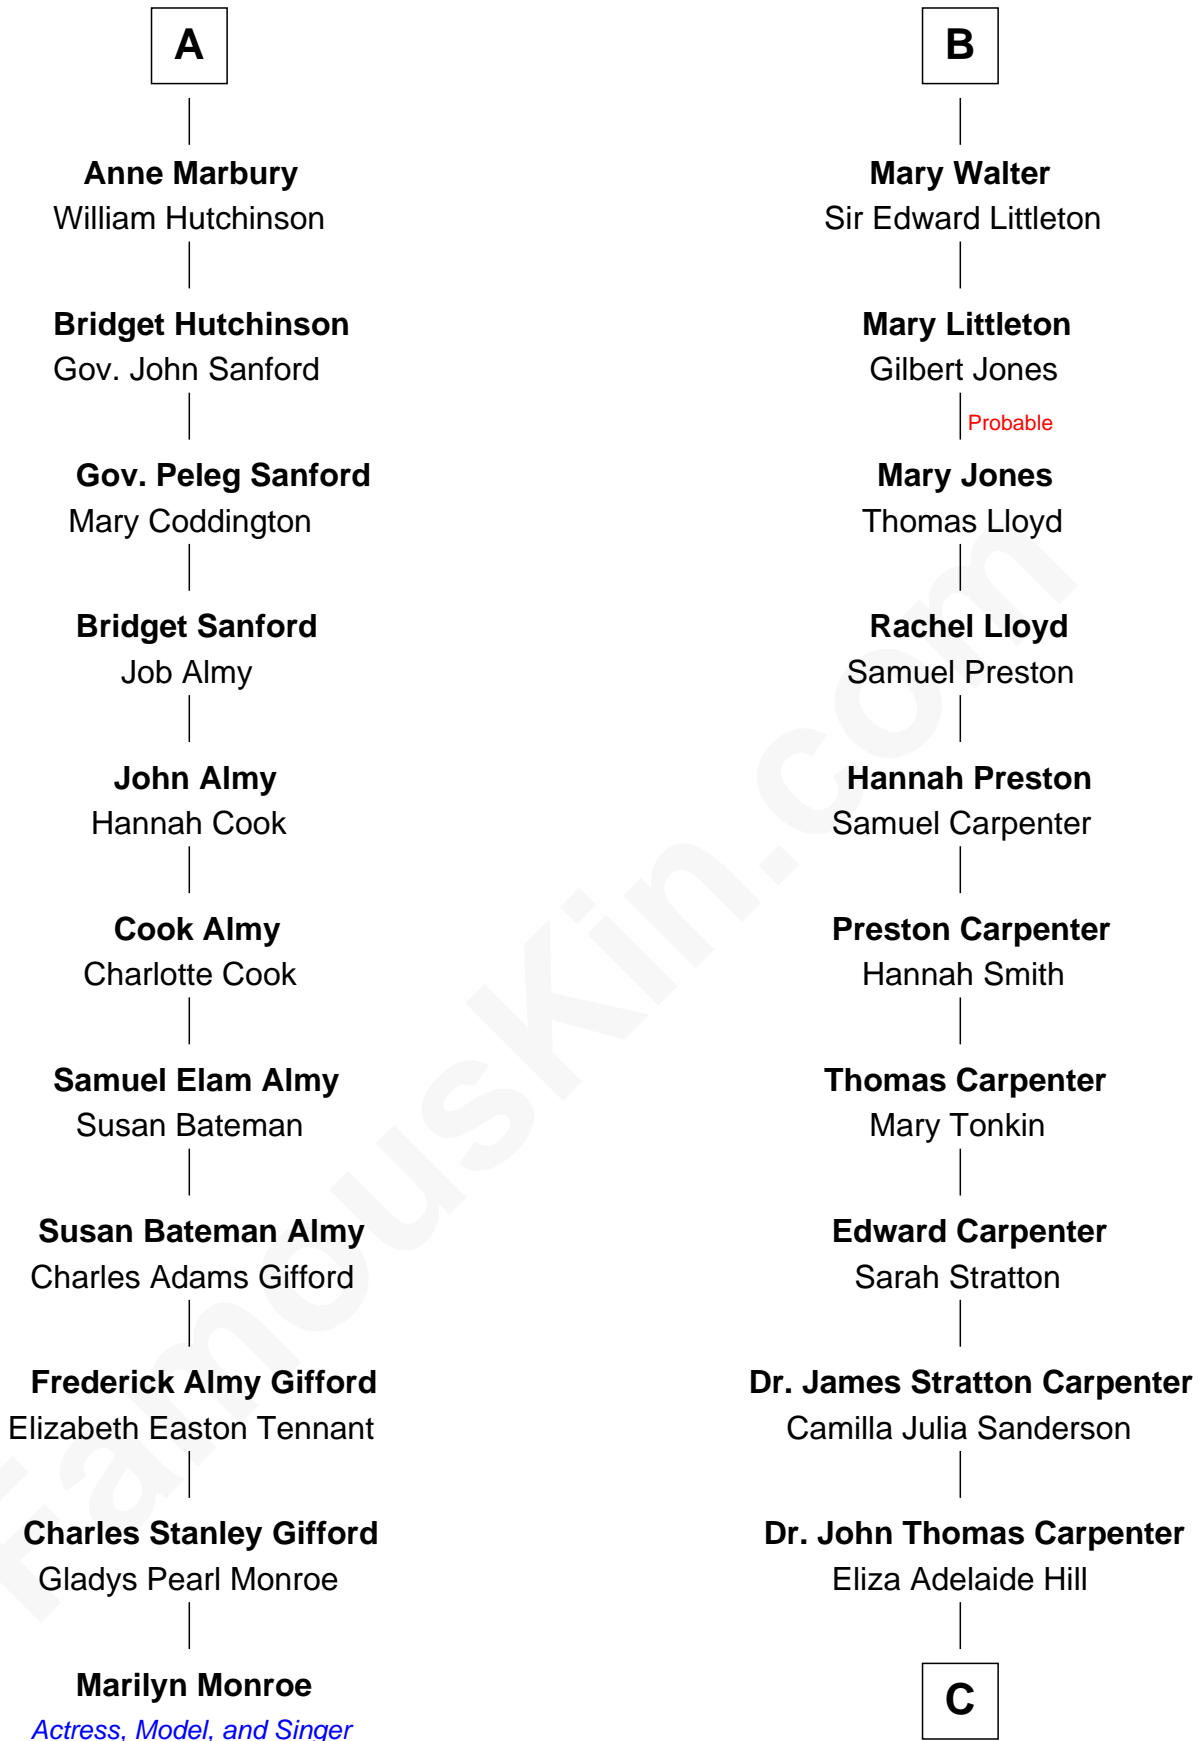 A
Anne Marbury
William Hutchinson
Bridget Hutchinson
Gov. John Sanford
Gov. Peleg Sanford
Mary Coddington
Bridget Sanford
Job Almy
John Almy
Hannah Cook
Cook Almy
Charlotte Cook
Samuel Elam Almy
Susan Bateman
Susan Bateman Almy
Charles Adams Gifford
Frederick Almy Gifford
Elizabeth Easton Tennant
Charles Stanley Gifford
Gladys Pearl Monroe
Marilyn Monroe
Actress, Model, and Singer
B
Mary Walter
Sir Edward Littleton
Mary Littleton
Gilbert Jones
Probable
Mary Jones
Thomas Lloyd
Rachel Lloyd
Samuel Preston
Hannah Preston
Samuel Carpenter
Preston Carpenter
Hannah Smith
Thomas Carpenter
Mary Tonkin
Edward Carpenter
Sarah Stratton
Dr. James Stratton Carpenter
Camilla Julia Sanderson
Dr. John Thomas Carpenter
Eliza Adelaide Hill
C
FamousKin.com